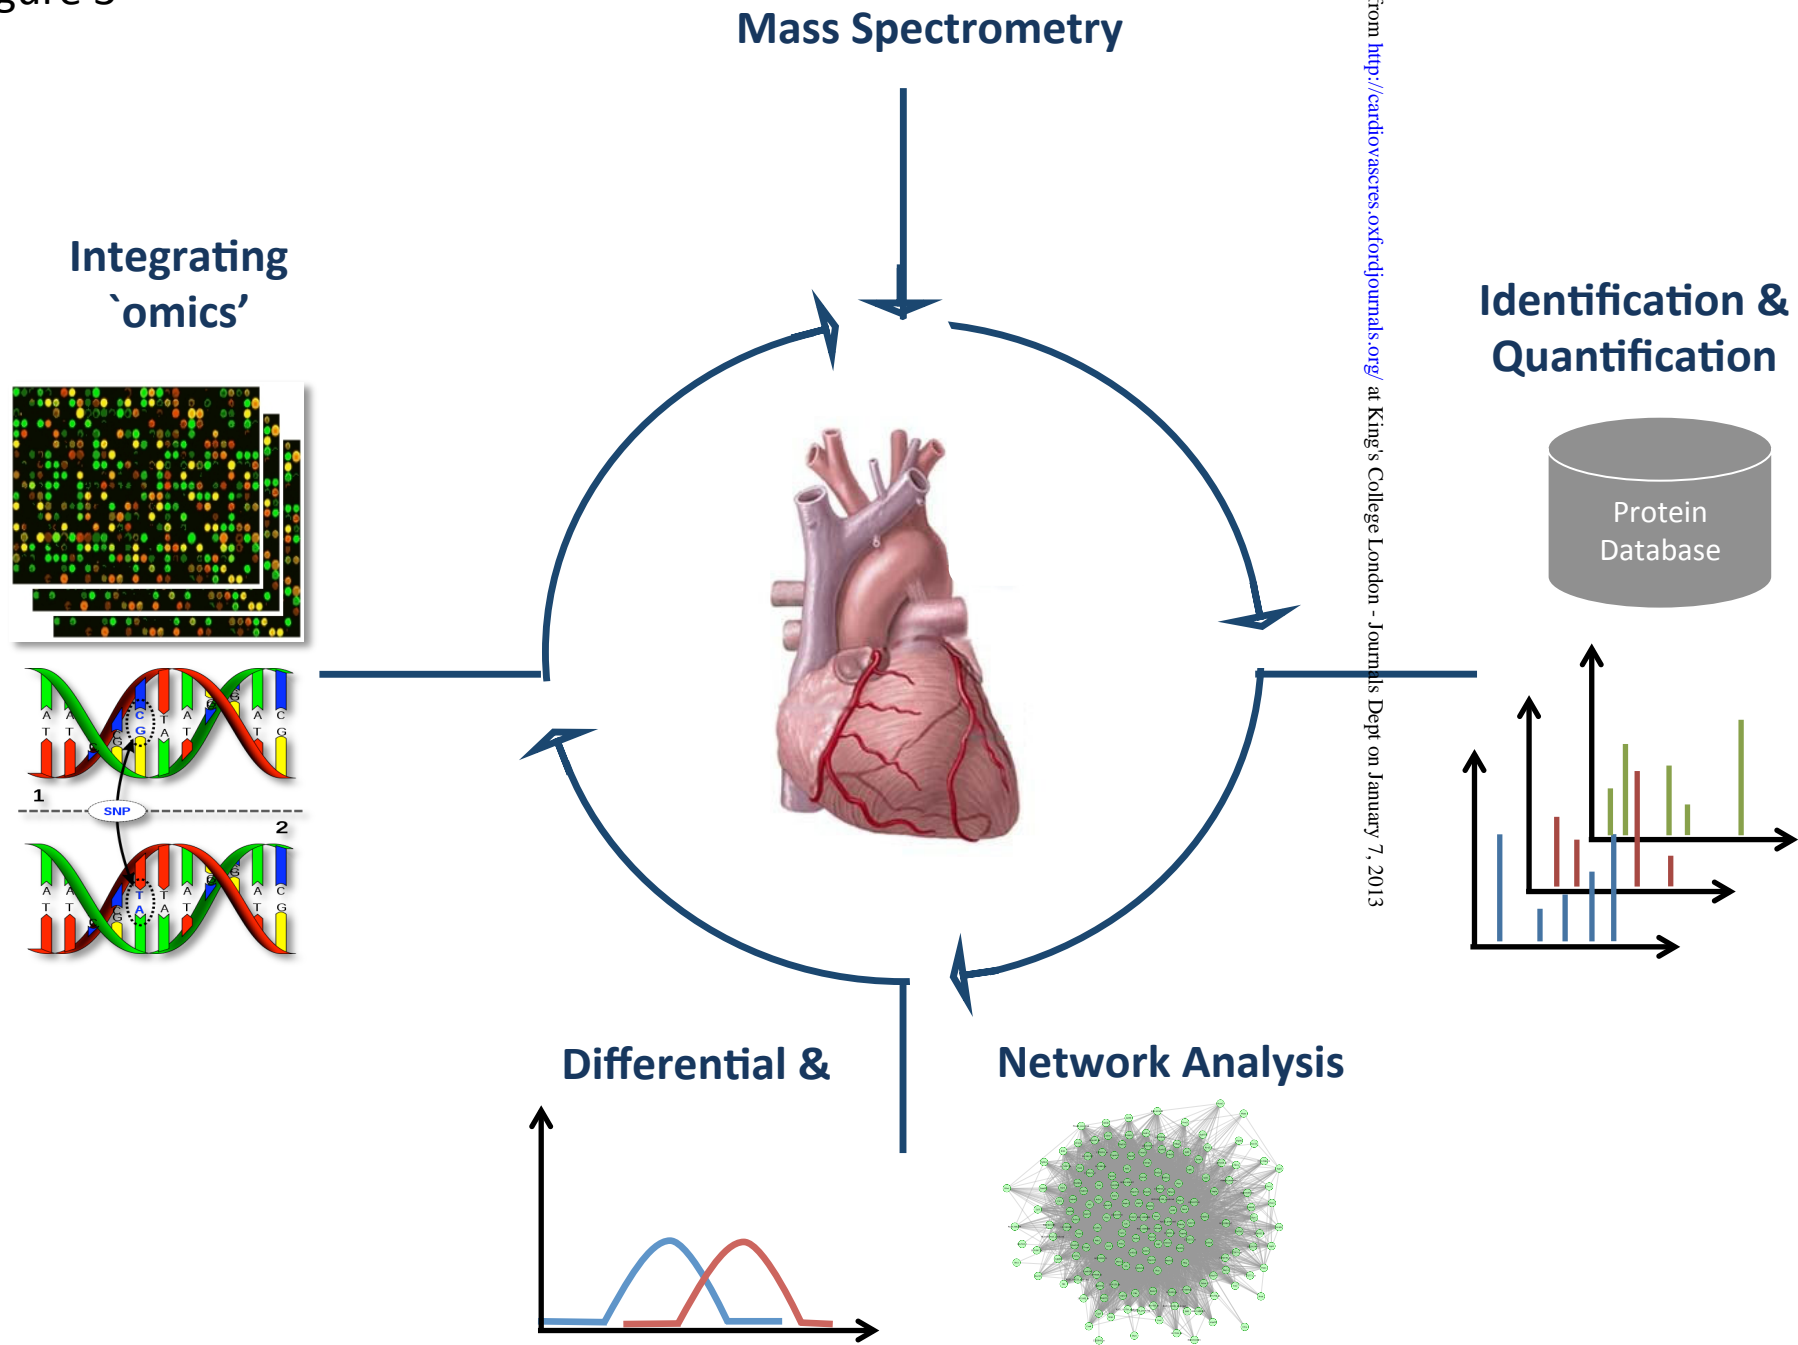 Mass Spectrometry
from http://cardiovascres.oxfordjournals.org/ at King's College London - Journals Dept on January 7, 2013
Integrating
`omics’
Identification &
Quantification
Protein
Database
A A C T A A C
T T G A T T G
1
SNP
2
A A T T A A C
T T G A A T T G
Differential &
Network Analysis